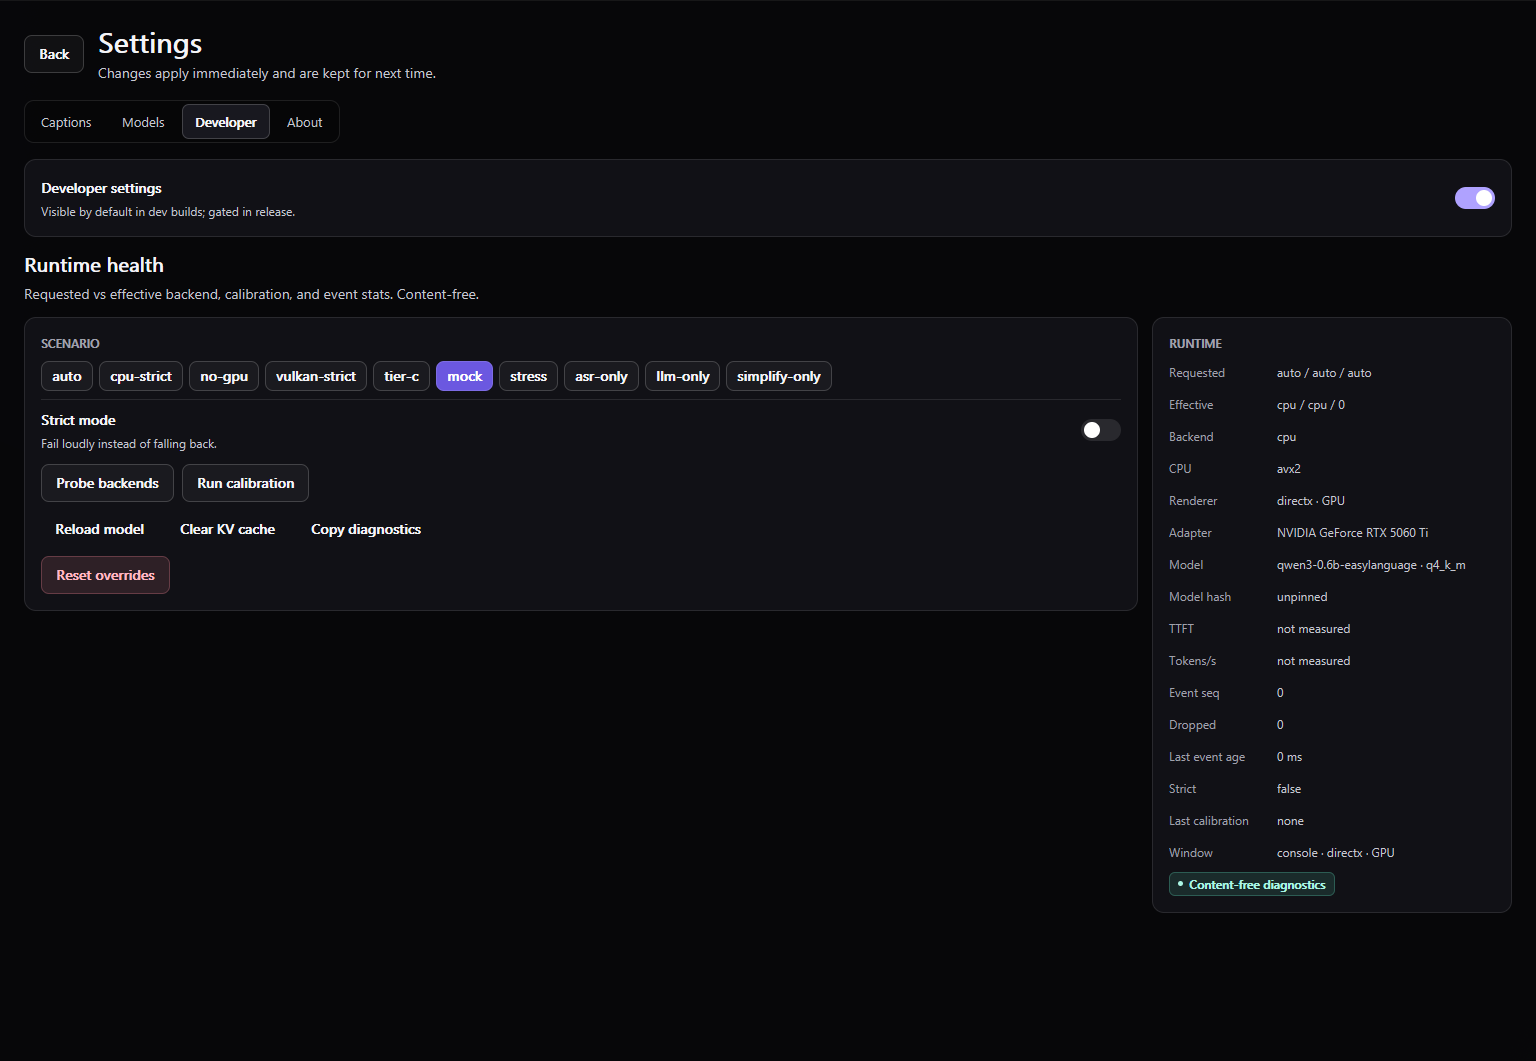 Back
Settings
Changes apply immediately and are kept for next time.
Captions Models Developer About
Developer settings
Visible by default in dev builds; gated in release.
Runtime health
Requested vs effective backend, calibration, and event stats. Content-free.
SCENARIO
auto cpu-strict no-gpu vulkan-strict tier-c mock stress asr-only llm-only simplify-only
Strict mode
Fail loudly instead of falling back.
Probe backends Run calibration
Reload model Clear KV cache Copy diagnostics
Reset overrides
RUNTIME
Requested auto / auto / auto
Effective cpu / cpu / 0
Backend cpu
CPU avx2
Renderer directx · GPU
Adapter NVIDIA GeForce RTX 5060 Ti
Model qwen3-0.6b-easylanguage · q4_k_m
Model hash unpinned
TTFT not measured
Tokens/s not measured
Event seq 0
Dropped 0
Last event age 0 ms
Strict false
Last calibration none
Window console · directx · GPU
• Content-free diagnostics